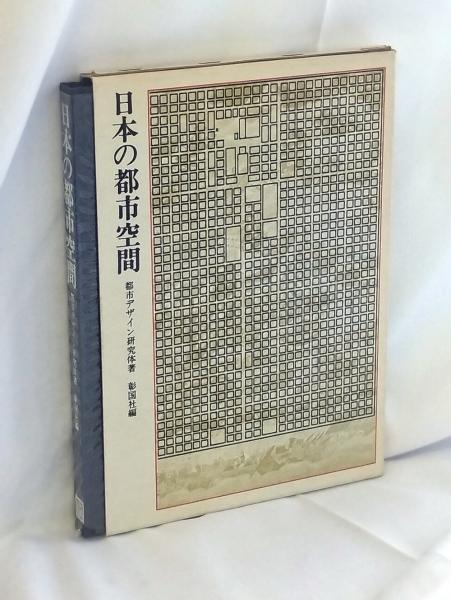 日本の都市空間
都市デザイン研究体著 彰国社編
日本の都市空間